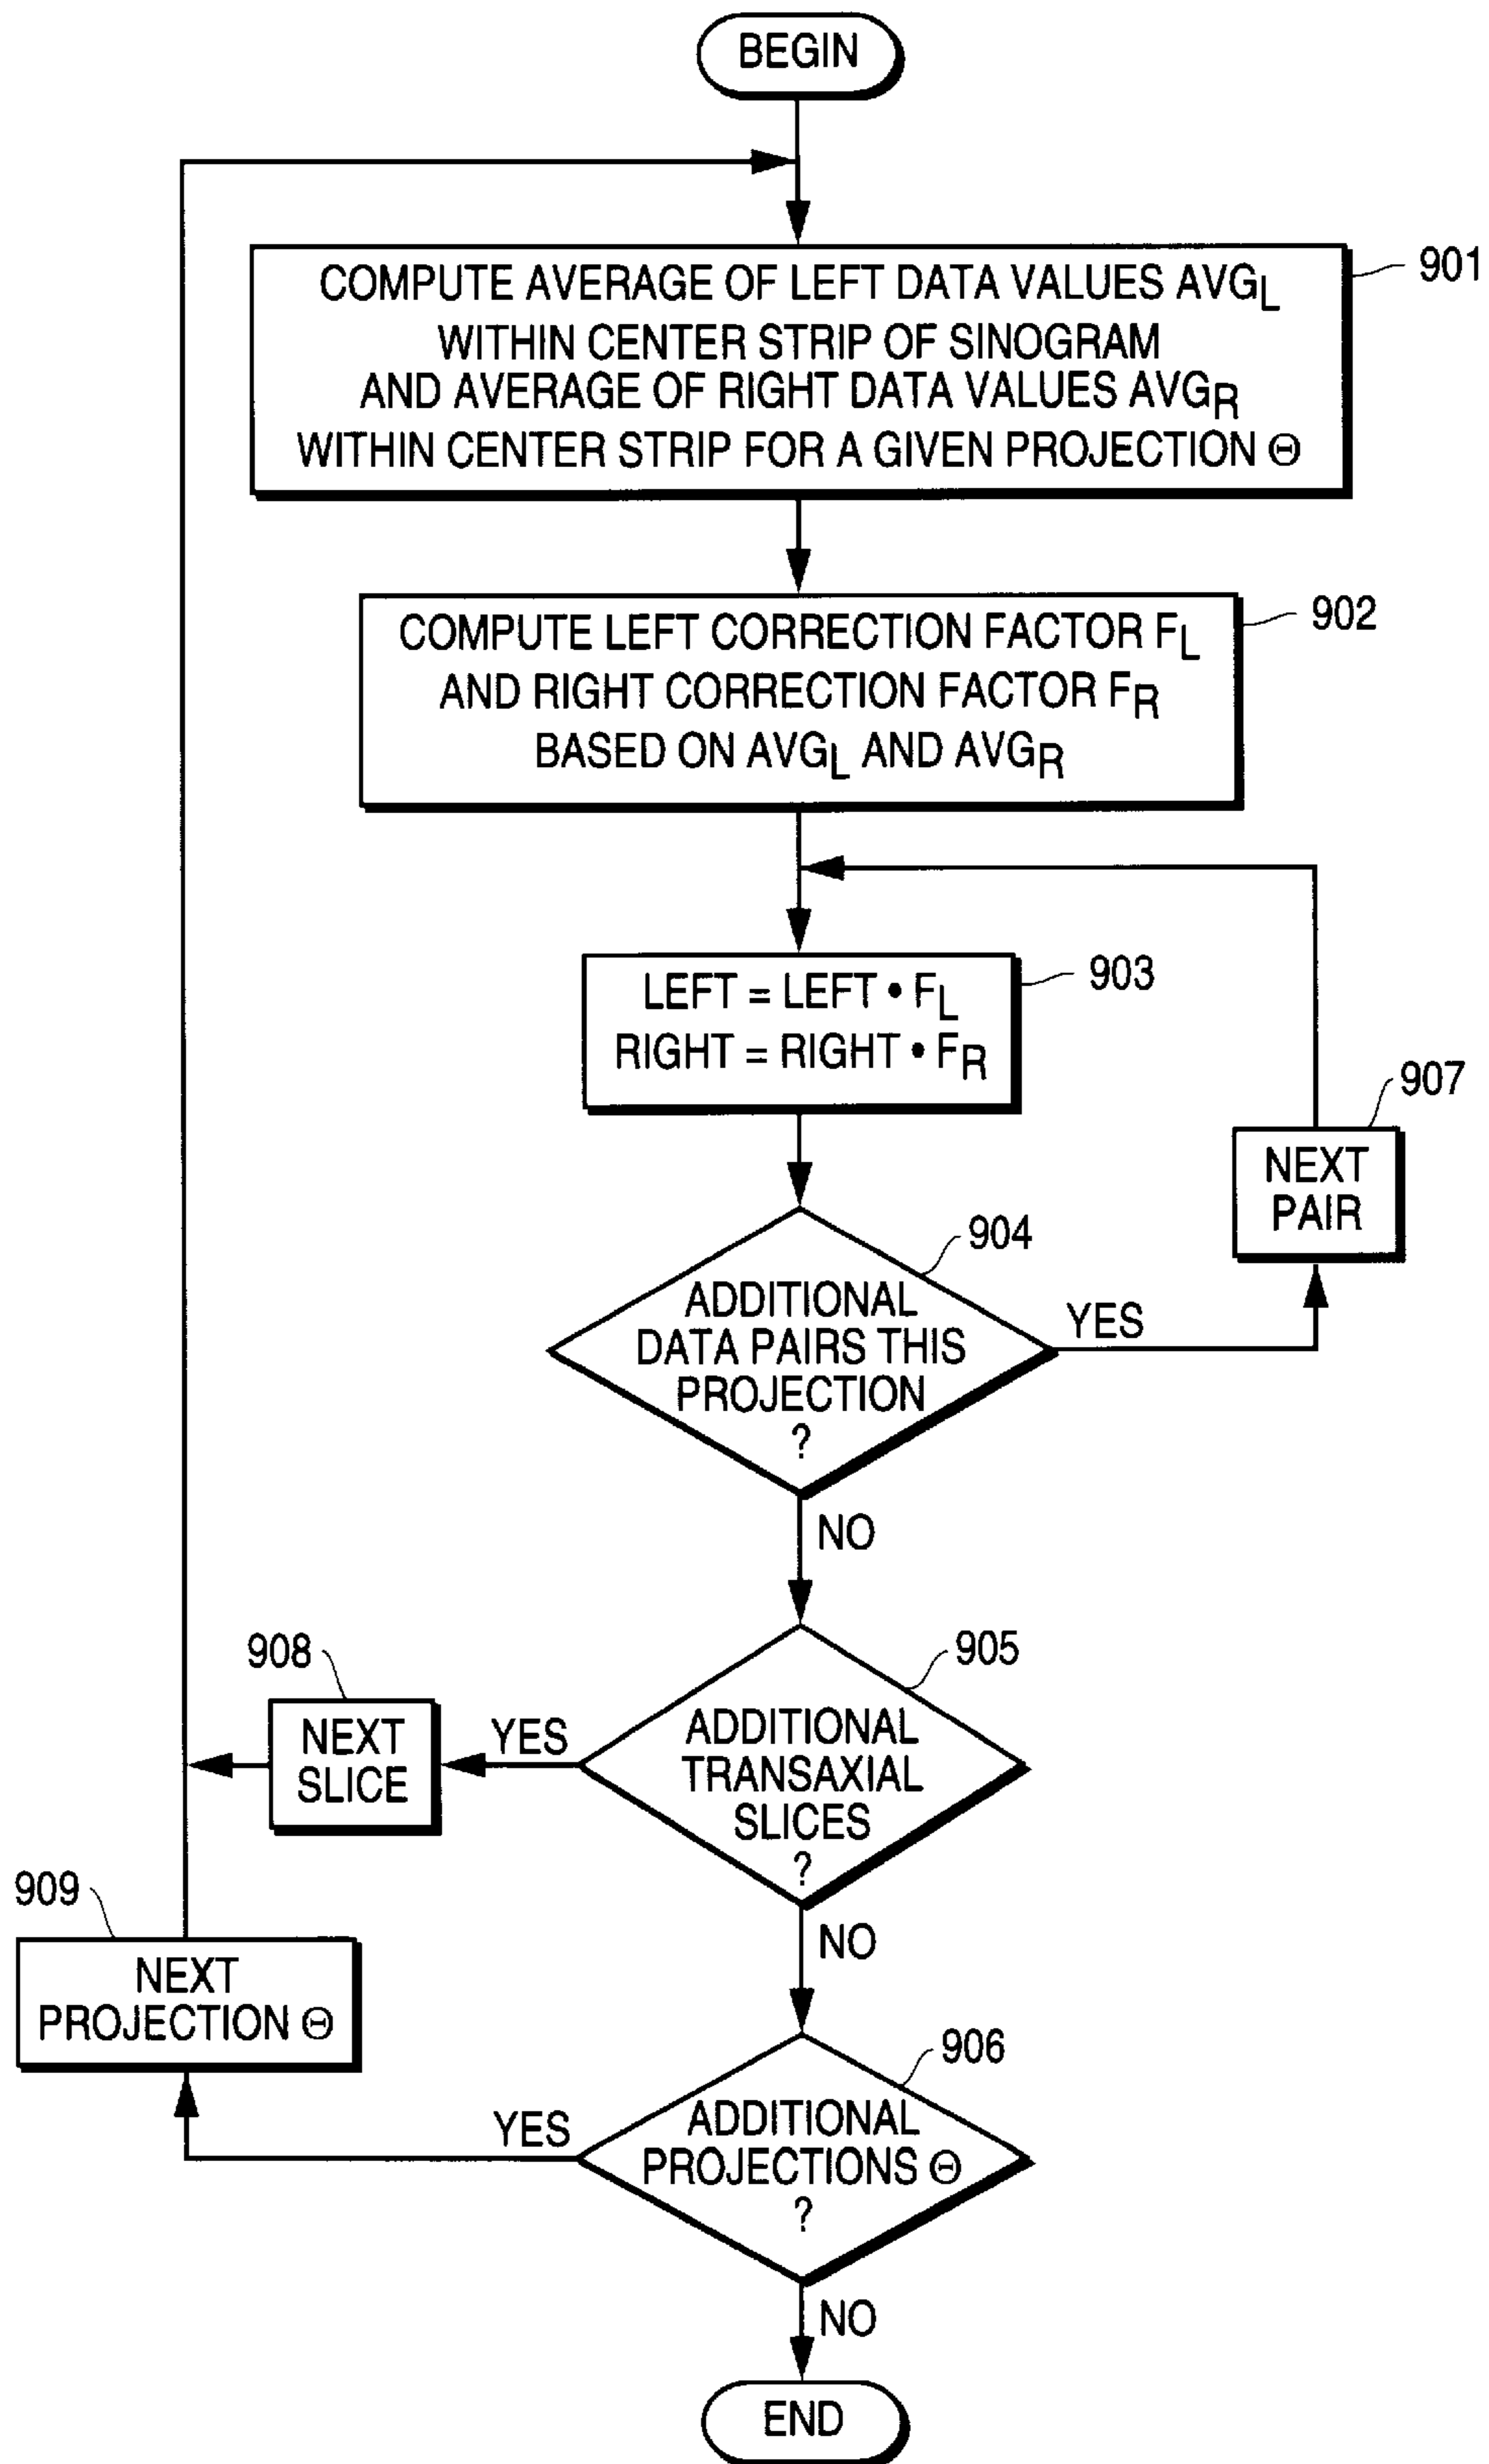 BEGIN
COMPUTE AVERAGE OF LEFT DATA VALUES AVGL
WITHIN CENTER STRIP OF SINOGRAM
AND AVERAGE OF RIGHT DATA VALUES AVGR
WITHIN CENTER STRIP FOR A GIVEN PROJECTION Θ
901
COMPUTE LEFT CORRECTION FACTOR FL
AND RIGHT CORRECTION FACTOR FR
BASED ON AVGL AND AVGR
902
LEFT = LEFT • FL
RIGHT = RIGHT • FR
903
907
NEXT
PAIR
904
ADDITIONAL
DATA PAIRS THIS
PROJECTION
?
YES
NO
905
ADDITIONAL
TRANSAXIAL
SLICES
?
YES
908
NEXT
SLICE
NO
909
NEXT
PROJECTION Θ
906
ADDITIONAL
PROJECTIONS Θ
?
YES
NO
END